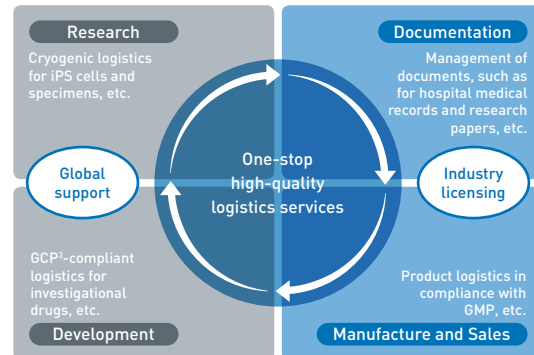 Research
Cryogenic logistics
for iPS cells and
specimens, etc.
Documentation
Management of
documents, such as
for hospital medical
records and research
papers, etc.
Global
support
One-stop
high-quality
logistics services
Industry
licensing
GCP³-compliant
logistics for
investigational
drugs, etc.
Development
Product logistics in
compliance with
GMP, etc.
Manufacture and Sales